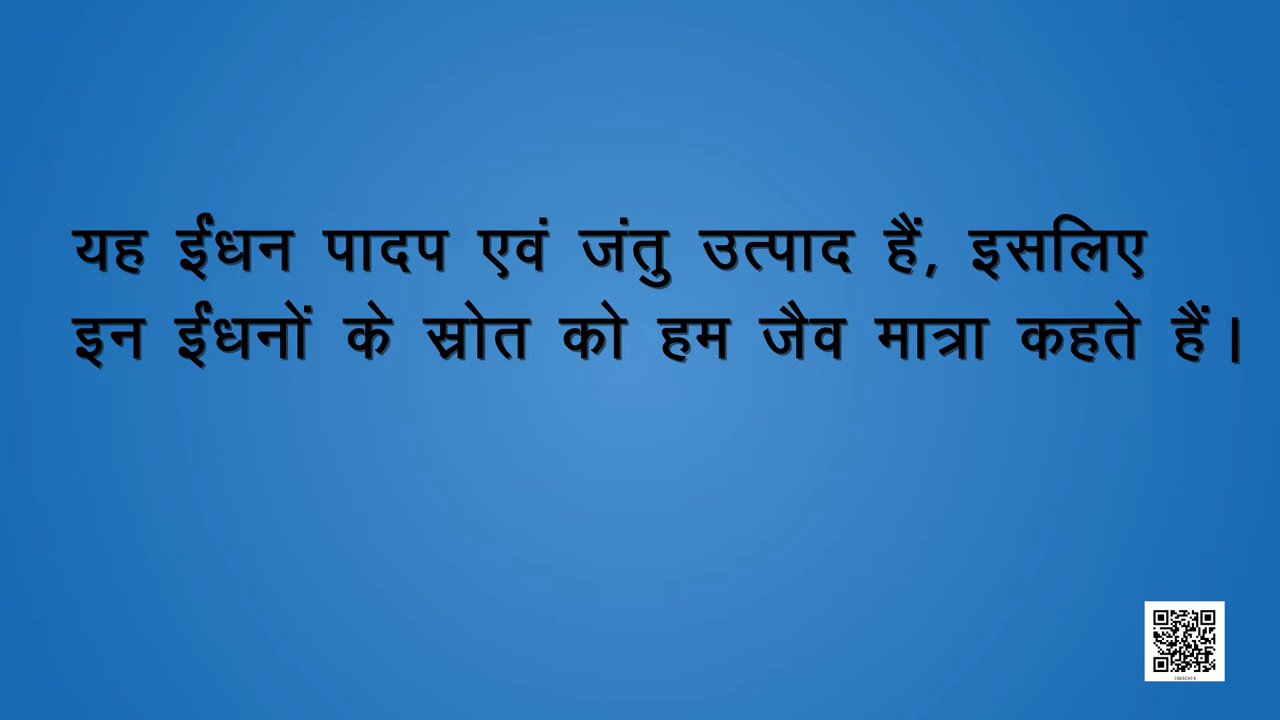 यह ईंधन पादप एवं जंतु उत्पाद हैं, इसलिए
इन ईंधनों के स्रोत को हम जैव मात्रा कहते हैं।